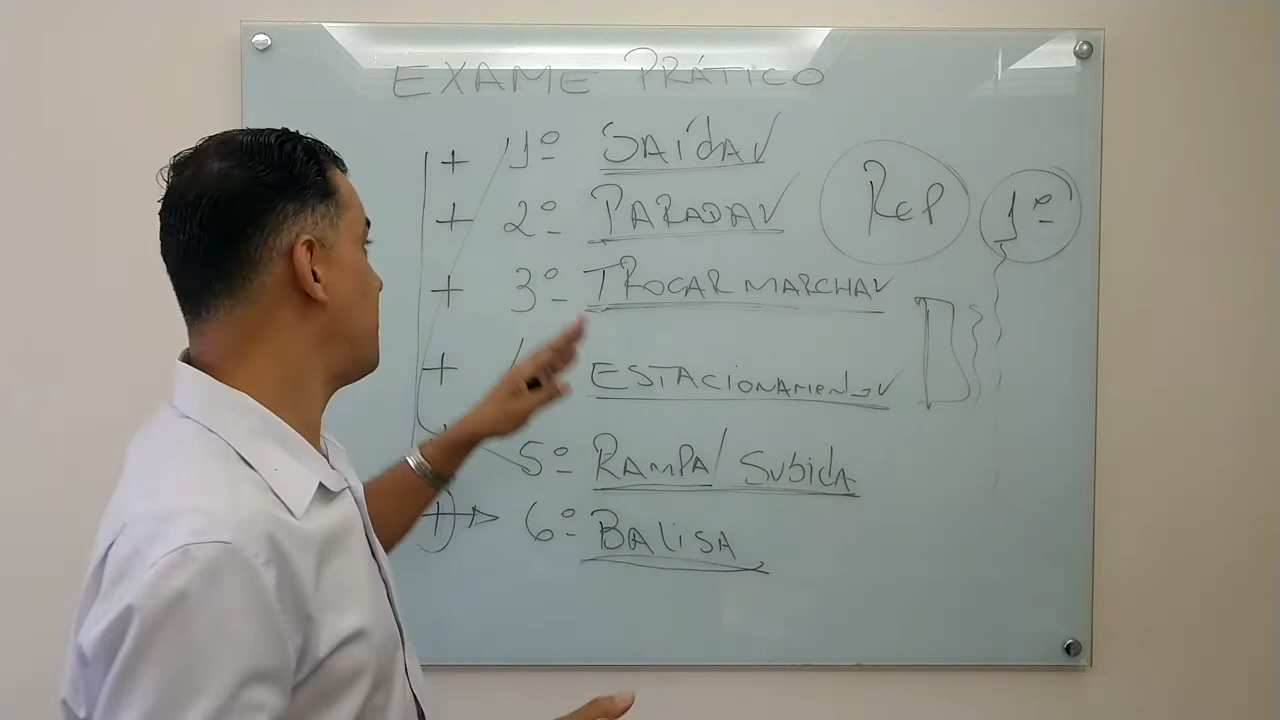 EXAME PRÁTICO
+ 1º SAÍDA ✓
+ 2º PARADA ✓
+ 3º TROCAR MARCHA ✓
+ ESTACIONAMENTO ✓
5º RAMPA/SUBIDA
+ 6º BALISA
REP
1º